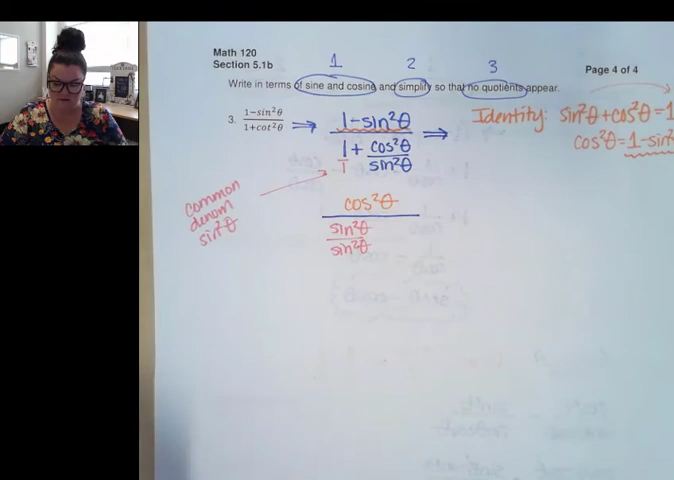 Math 120
Section 5.1b
1 2 3
Page 4 of 4
Write in terms of sine and cosine and simplify so that no quotients appear.
3. (1-sin²θ)/(1+cot²θ) ⇒ (1-sin²θ)/(1/1 + cos²θ/sin²θ) ⇒
Identity: sin²θ+cos²θ=1
cos²θ=1-sin²
common
denom
sin²θ
cos²θ
sin²θ
sin²θ